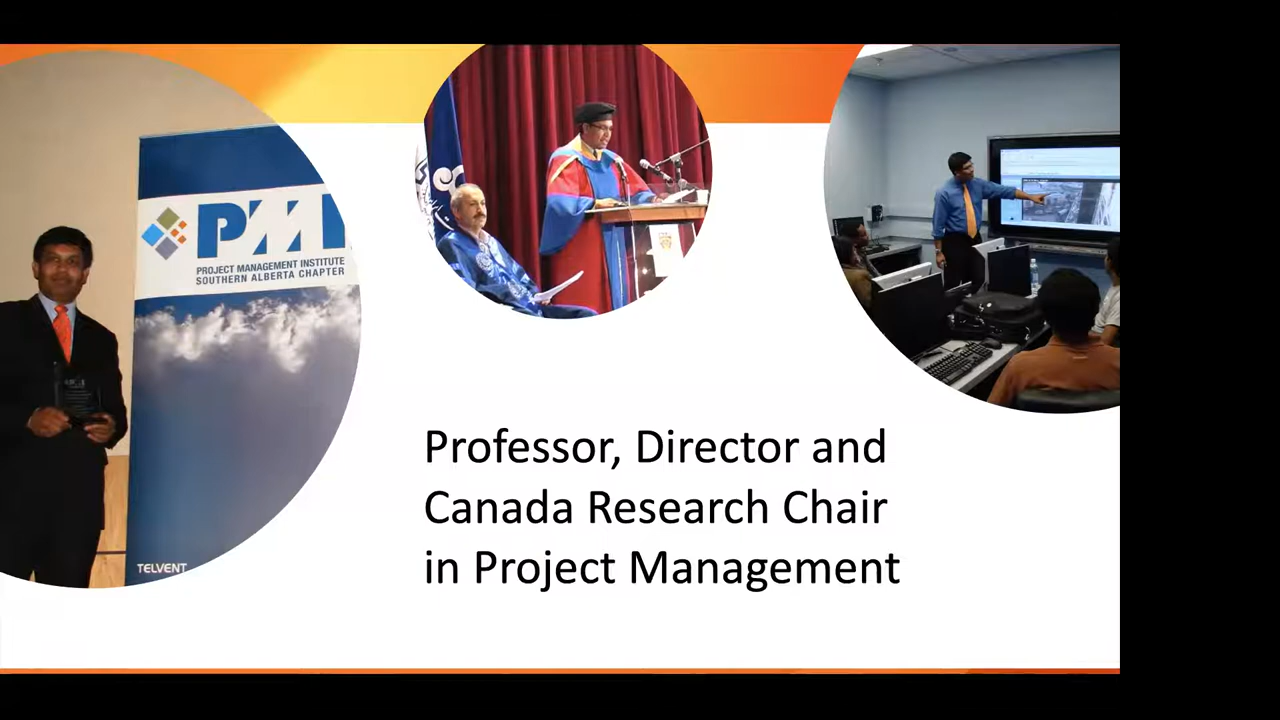 PMI
PROJECT MANAGEMENT INSTITUTE
SOUTHERN ALBERTA CHAPTER
TELVENT
Professor, Director and
Canada Research Chair
in Project Management